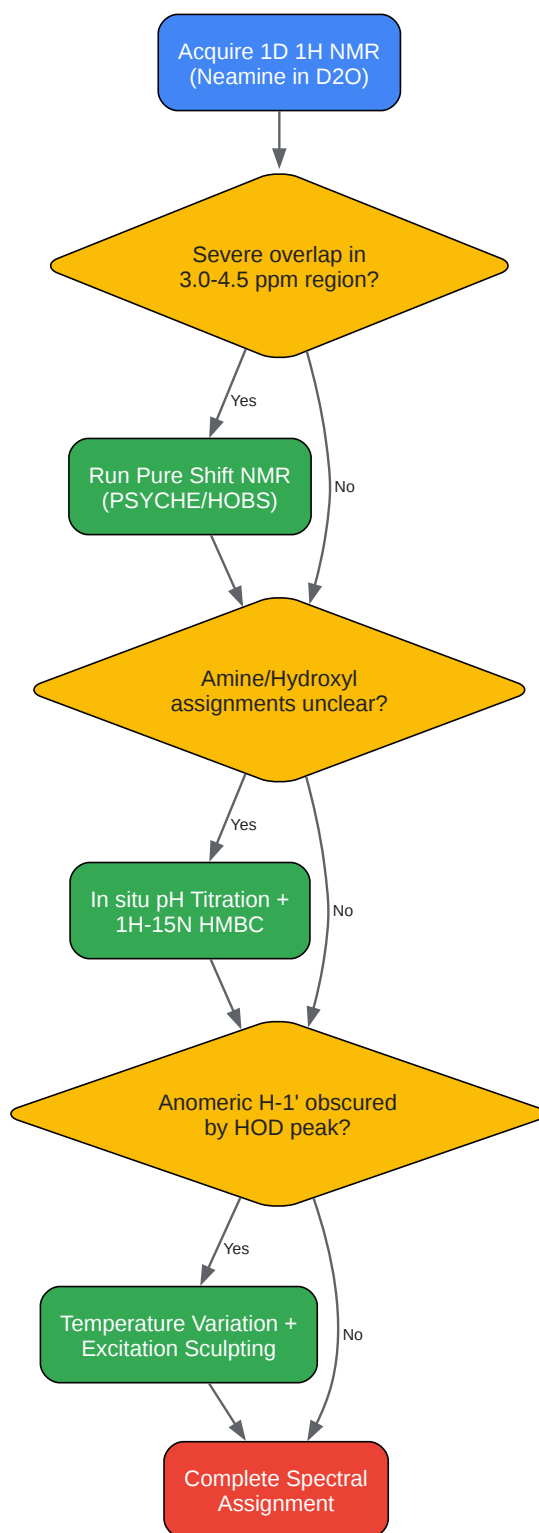 Acquire 1D 1H NMR
(Neamine in D2O)
Severe overlap in
3.0-4.5 ppm region?
Yes
No
Run Pure Shift NMR
(PSYCHE/HOBS)
Amine/Hydroxyl
assignments unclear?
Yes
No
In situ pH Titration +
1H-15N HMBC
Anomeric H-1' obscured
by HOD peak?
Yes
No
Temperature Variation +
Excitation Sculpting
Complete Spectral
Assignment